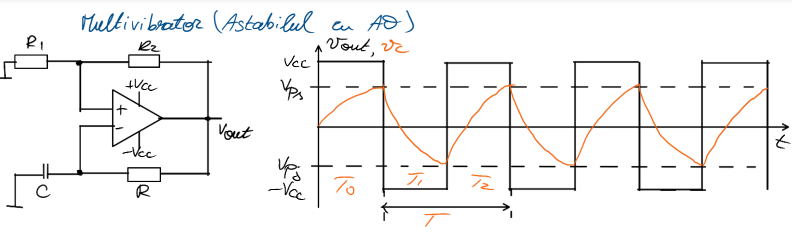 Multivibrator (Astabilul cu AO)
R1
R2
+Vcc
+
-
-Vcc
Vout
C
R
Vout, Vc
Vcc
VPs
VPj
-Vcc
T0
T1
T2
T
t